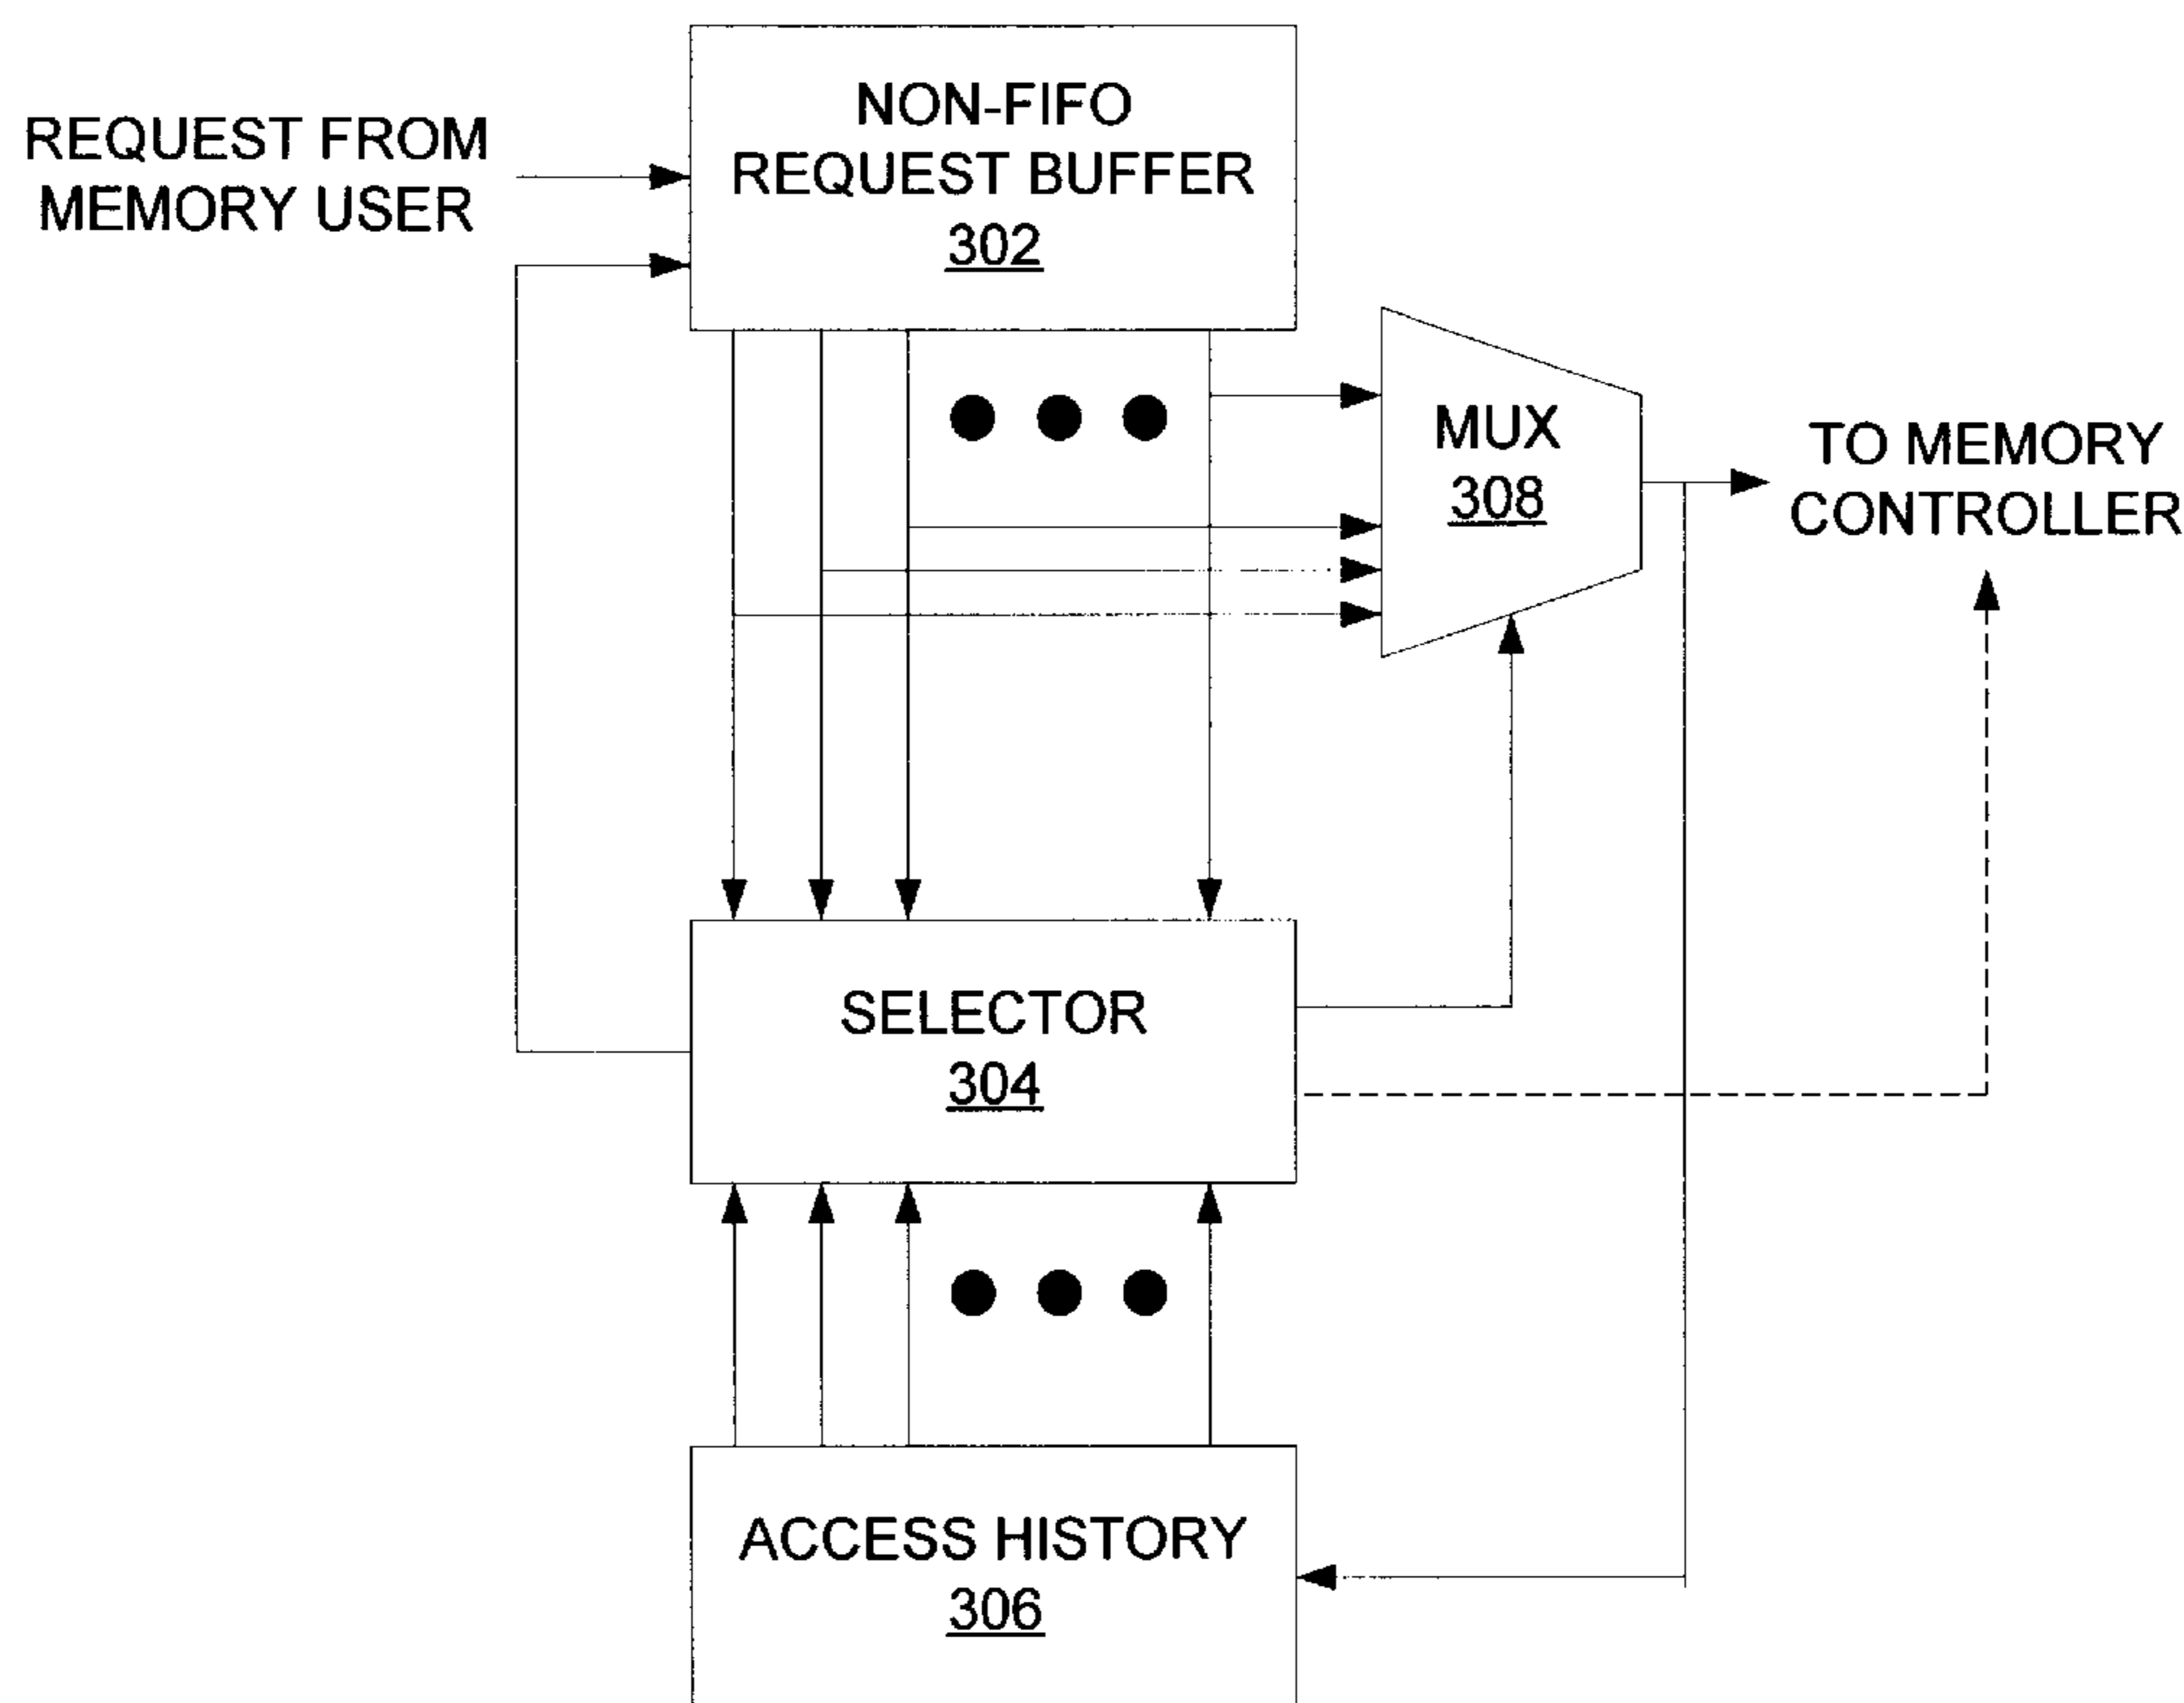 NON-FIFO
REQUEST BUFFER
302
REQUEST FROM
MEMORY USER
MUX
308
TO MEMORY
CONTROLLER
SELECTOR
304
ACCESS HISTORY
306